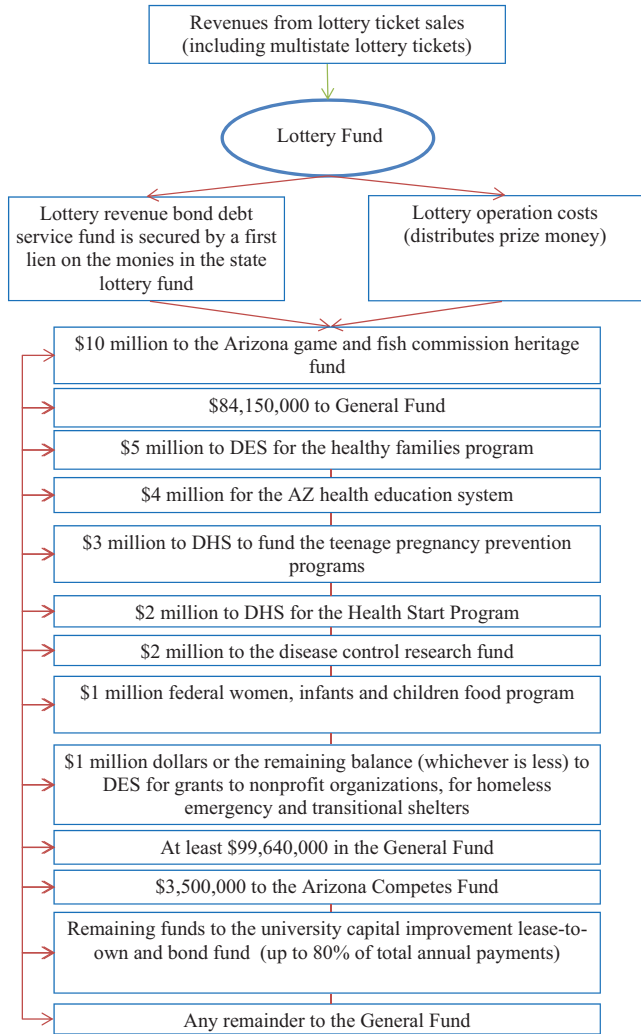 Revenues from lottery ticket sales
(including multistate lottery tickets)
Lottery Fund
Lottery revenue bond debt
service fund is secured by a first
lien on the monies in the state
lottery fund
Lottery operation costs
(distributes prize money)
$10 million to the Arizona game and fish commission heritage
fund
$84,150,000 to General Fund
$5 million to DES for the healthy families program
$4 million for the AZ health education system
$3 million to DHS to fund the teenage pregnancy prevention
programs
$2 million to DHS for the Health Start Program
$2 million to the disease control research fund
$1 million federal women, infants and children food program
$1 million dollars or the remaining balance (whichever is less) to
DES for grants to nonprofit organizations, for homeless
emergency and transitional shelters
At least $99,640,000 in the General Fund
$3,500,000 to the Arizona Competes Fund
Remaining funds to the university capital improvement lease-to-
own and bond fund (up to 80% of total annual payments)
Any remainder to the General Fund